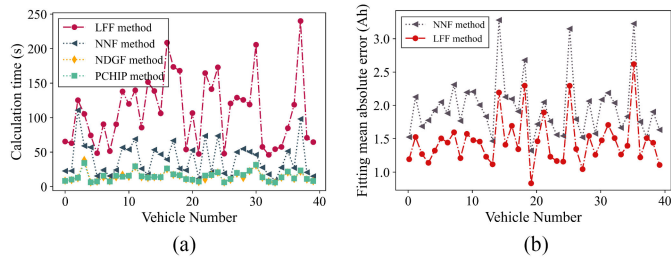 LFF method
NNF method
NDGF method
PCHIP method
Calculation time (s)
250
200
150
100
50
0
0 10 20 30 40
Vehicle Number
(a)
NNF method
LFF method
Fitting mean absolute error (Ah)
3.0
2.5
2.0
1.5
1.0
0 10 20 30 40
Vehicle Number
(b)